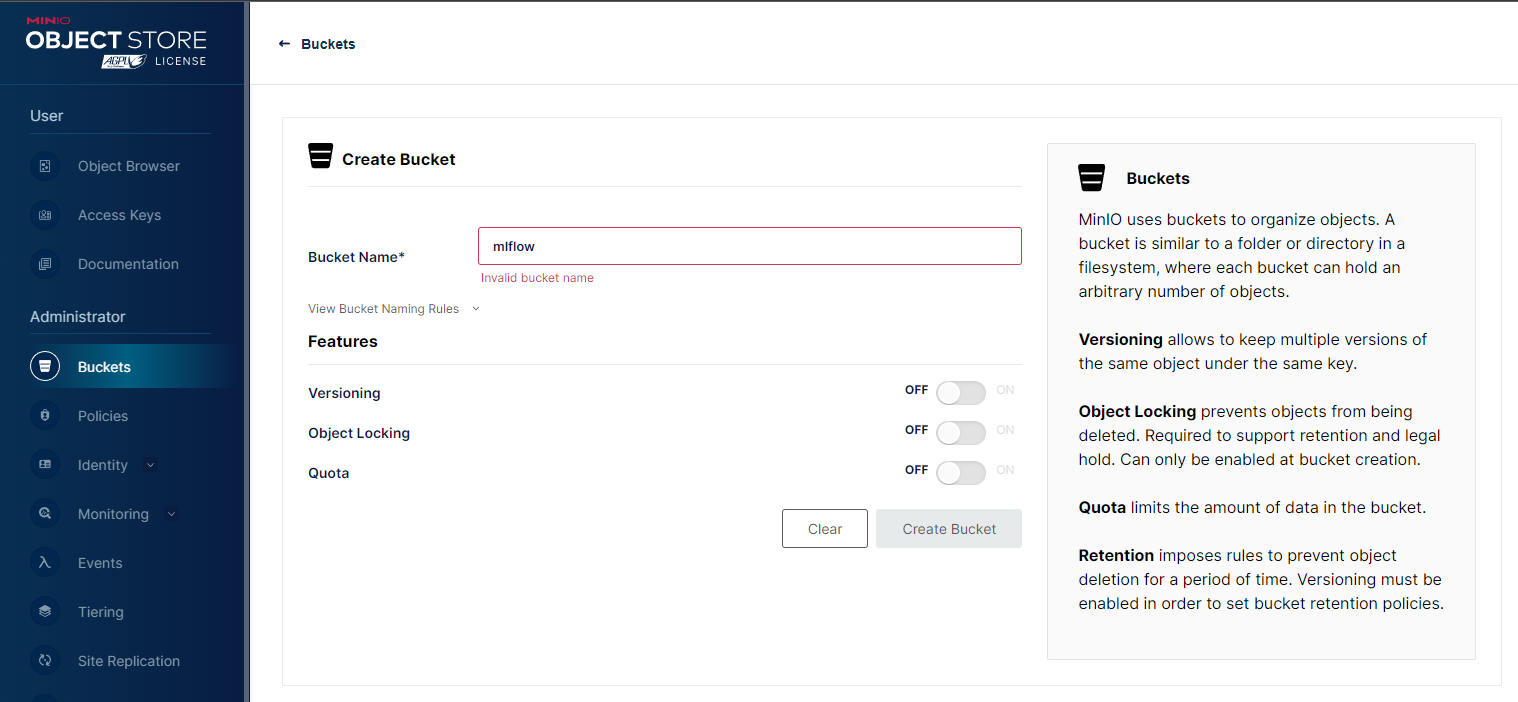 MINIO
OBJECT STORE
AGPLv3 LICENSE
User
Object Browser
Access Keys
Documentation
Administrator
Buckets
Policies
Identity
Monitoring
Events
Tiering
Site Replication
← Buckets
Create Bucket
Bucket Name* mlflow
Invalid bucket name
View Bucket Naming Rules
Features
Versioning OFF ON
Object Locking OFF ON
Quota OFF ON
Clear Create Bucket
Buckets
MinIO uses buckets to organize objects. A
bucket is similar to a folder or directory in a
filesystem, where each bucket can hold an
arbitrary number of objects.
Versioning allows to keep multiple versions of
the same object under the same key.
Object Locking prevents objects from being
deleted. Required to support retention and legal
hold. Can only be enabled at bucket creation.
Quota limits the amount of data in the bucket.
Retention imposes rules to prevent object
deletion for a period of time. Versioning must be
enabled in order to set bucket retention policies.